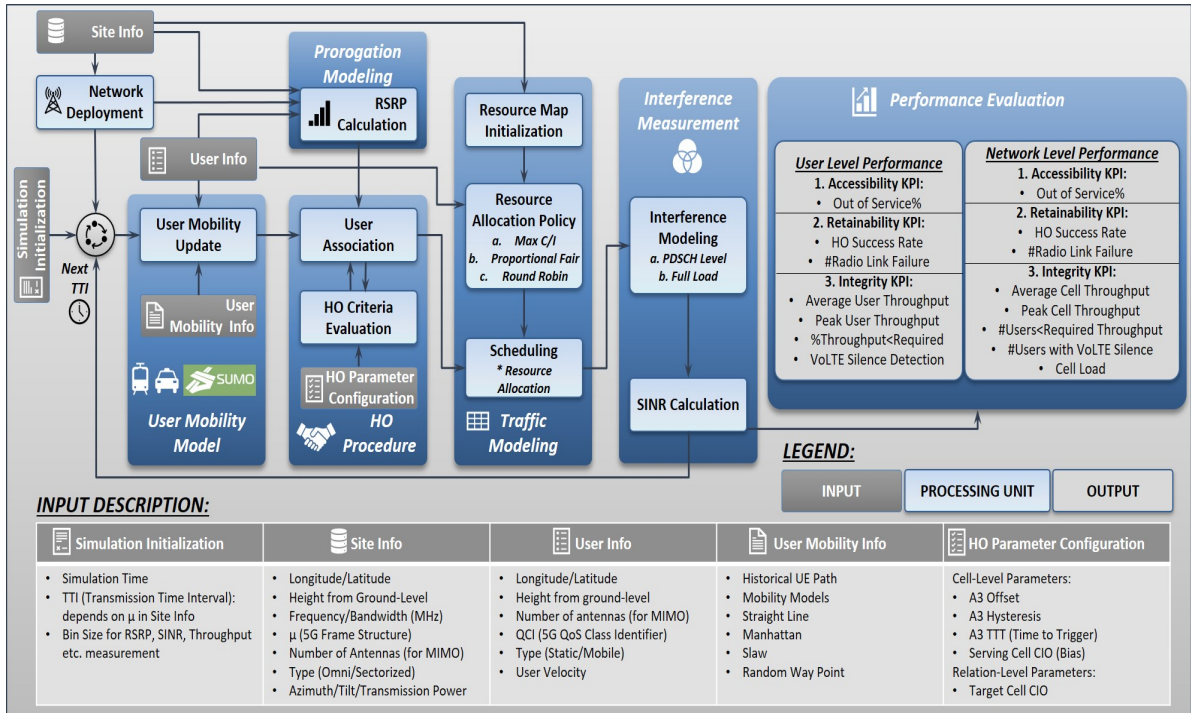 Site Info
Network
Deployment
Prorogation
Modeling
RSRP
Calculation
User Info
Simulation
Initialization
Next
TTI
User Mobility
Update
User
Mobility Info
SUMO
User Mobility
Model
User
Association
HO Criteria
Evaluation
HO Parameter
Configuration
HO
Procedure
Resource Map
Initialization
Resource
Allocation Policy
a. Max C/I
b. Proportional Fair
c. Round Robin
Scheduling
* Resource
Allocation
Traffic
Modeling
Interference
Measurement
Interference
Modeling
a. PDSCH Level
b. Full Load
SINR Calculation
Performance Evaluation
User Level Performance
1. Accessibility KPI:
• Out of Service%
2. Retainability KPI:
• HO Success Rate
• #Radio Link Failure
3. Integrity KPI:
• Average User Throughput
• Peak User Throughput
• %Throughput<Required
• VoLTE Silence Detection
Network Level Performance
1. Accessibility KPI:
• Out of Service%
2. Retainability KPI:
• HO Success Rate
• #Radio Link Failure
3. Integrity KPI:
• Average Cell Throughput
• Peak Cell Throughput
• #Users<Required Throughput
• #Users with VoLTE Silence
• Cell Load
LEGEND:
INPUT
PROCESSING UNIT
OUTPUT
INPUT DESCRIPTION:
Simulation Initialization
• Simulation Time
• TTI (Transmission Time Interval):
depends on µ in Site Info
• Bin Size for RSRP, SINR, Throughput
etc. measurement
Site Info
• Longitude/Latitude
• Height from Ground-Level
• Frequency/Bandwidth (MHz)
• µ (5G Frame Structure)
• Number of Antennas (for MIMO)
• Type (Omni/Sectorized)
• Azimuth/Tilt/Transmission Power
User Info
• Longitude/Latitude
• Height from ground-level
• Number of antennas (for MIMO)
• QCI (5G QoS Class Identifier)
• Type (Static/Mobile)
• User Velocity
User Mobility Info
• Historical UE Path
• Mobility Models
• Straight Line
• Manhattan
• Slaw
• Random Way Point
HO Parameter Configuration
Cell-Level Parameters:
• A3 Offset
• A3 Hysteresis
• A3 TTT (Time to Trigger)
• Serving Cell CIO (Bias)
Relation-Level Parameters:
• Target Cell CIO